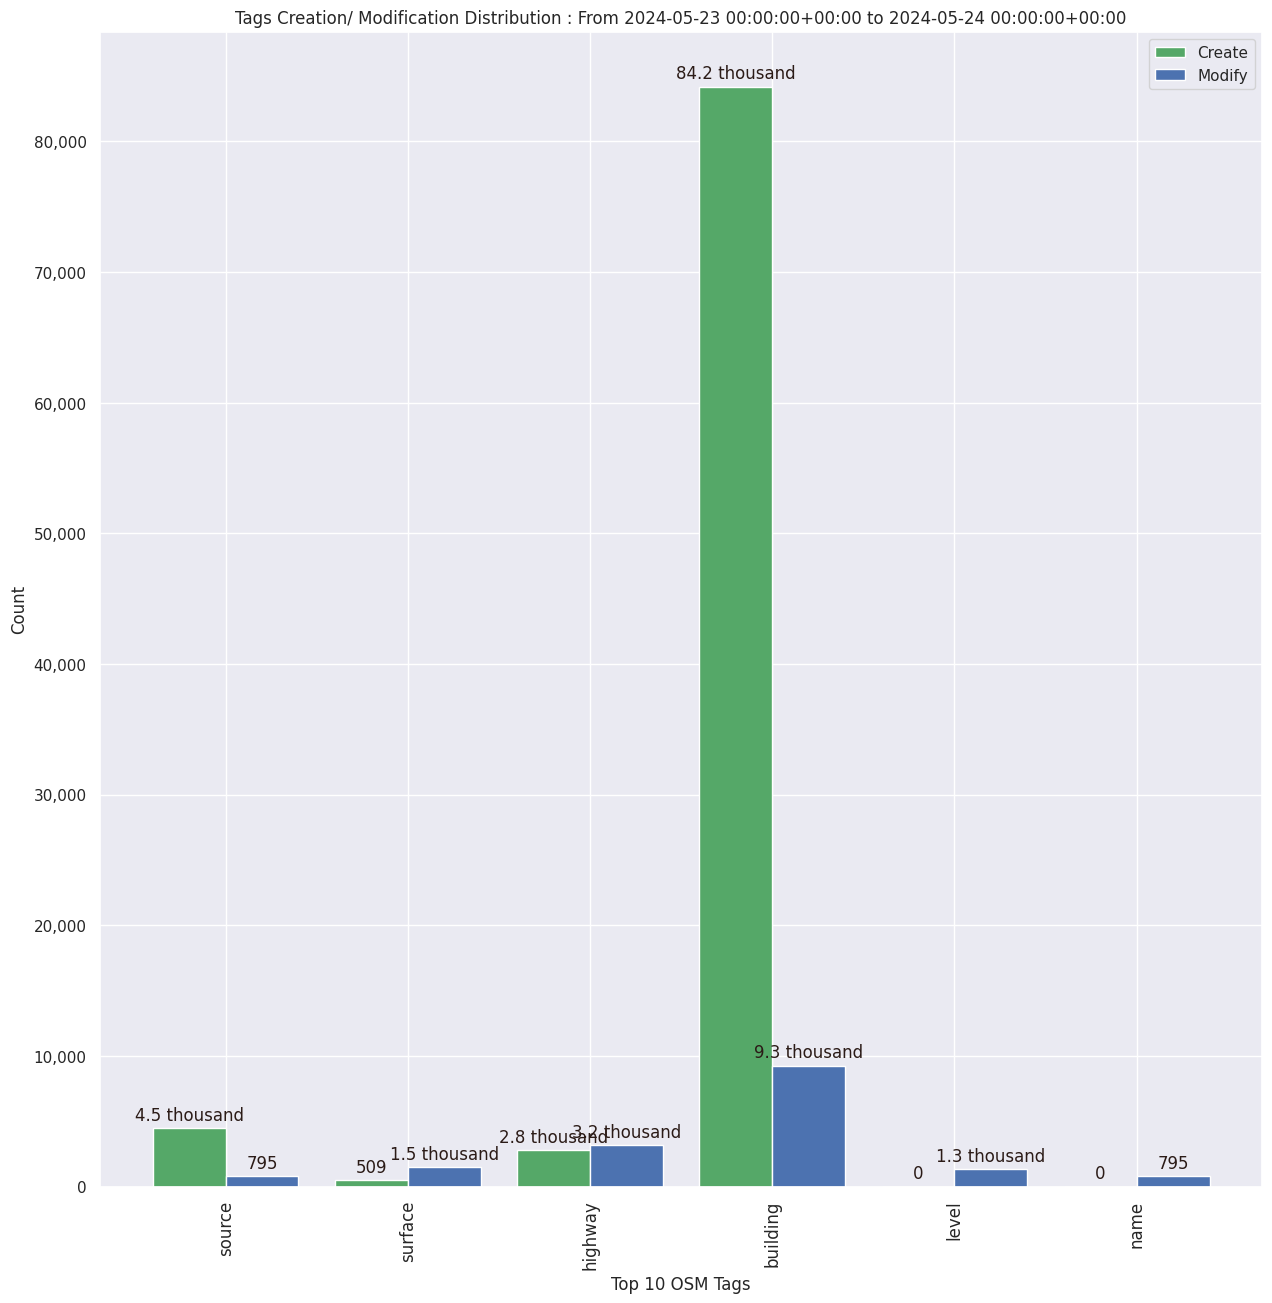 Tags Creation/ Modification Distribution : From 2024-05-23 00:00:00+00:00 to 2024-05-24 00:00:00+00:00
Create
Modify
84.2 thousand
80,000
70,000
60,000
50,000
40,000
30,000
20,000
10,000
0
Count
4.5 thousand
795
509
1.5 thousand
2.8 thousand
3.2 thousand
9.3 thousand
0
1.3 thousand
0
795
source
surface
highway
building
level
name
Top 10 OSM Tags